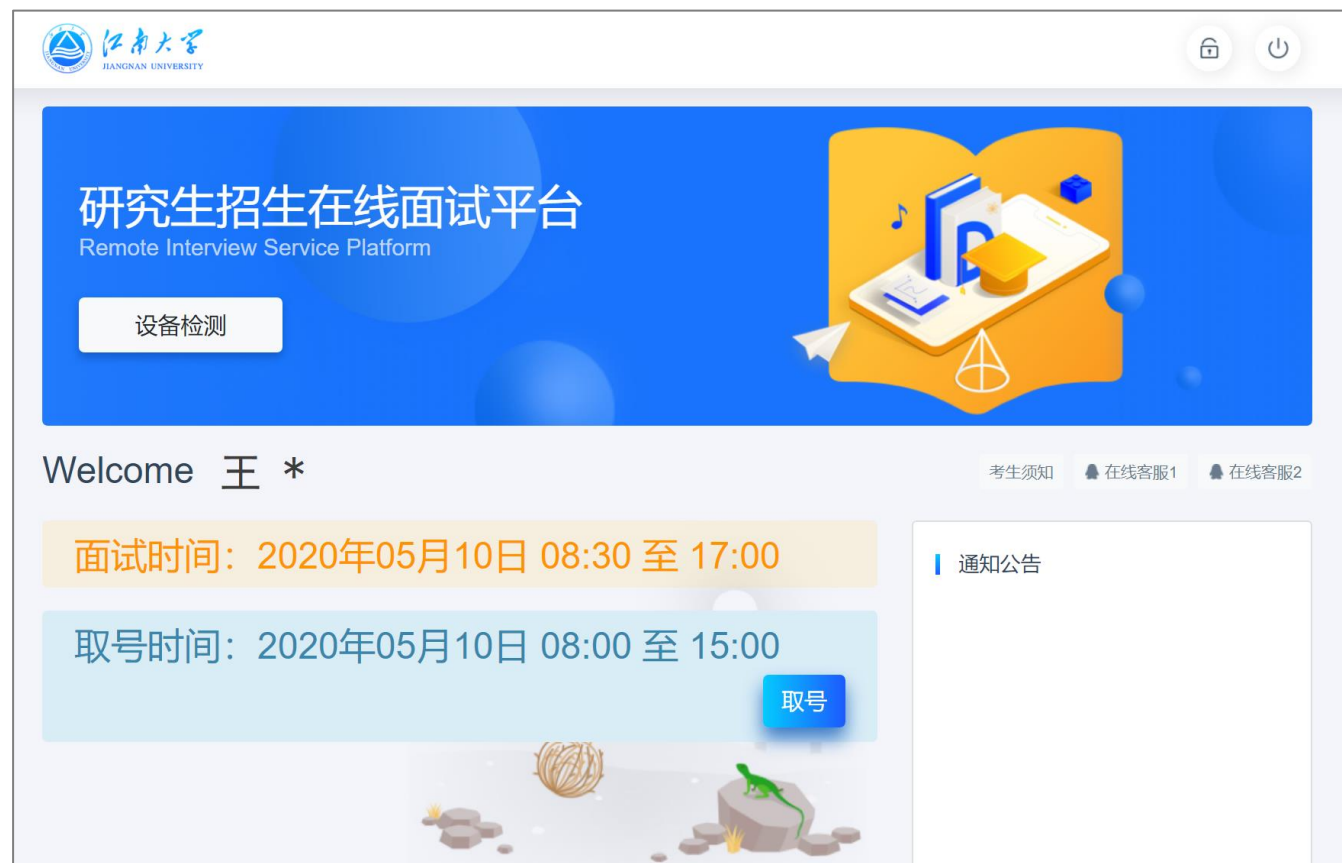 江南大学
JIANGNAN UNIVERSITY
研究生招生在线面试平台
Remote Interview Service Platform
设备检测
Welcome 王 *
考生须知 在线客服1 在线客服2
面试时间：2020年05月10日 08:30 至 17:00
通知公告
取号时间：2020年05月10日 08:00 至 15:00
取号